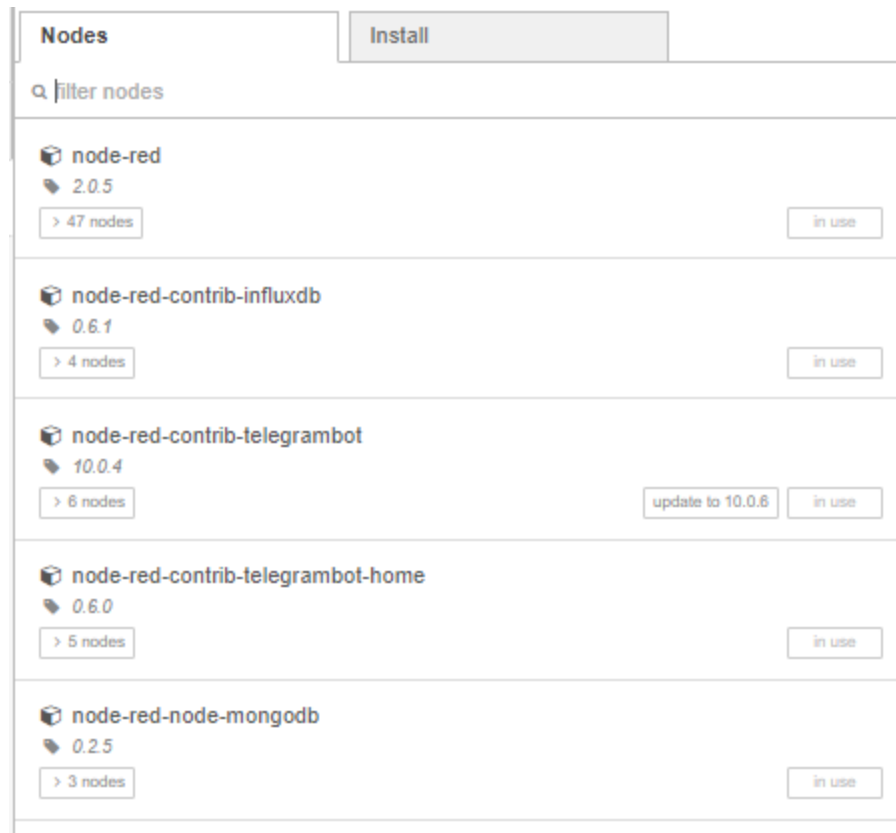 Nodes
Install
filter nodes
node-red
2.0.5
> 47 nodes
in use
node-red-contrib-influxdb
0.6.1
> 4 nodes
in use
node-red-contrib-telegrambot
10.0.4
> 6 nodes
update to 10.0.6
in use
node-red-contrib-telegrambot-home
0.6.0
> 5 nodes
in use
node-red-node-mongodb
0.2.5
> 3 nodes
in use